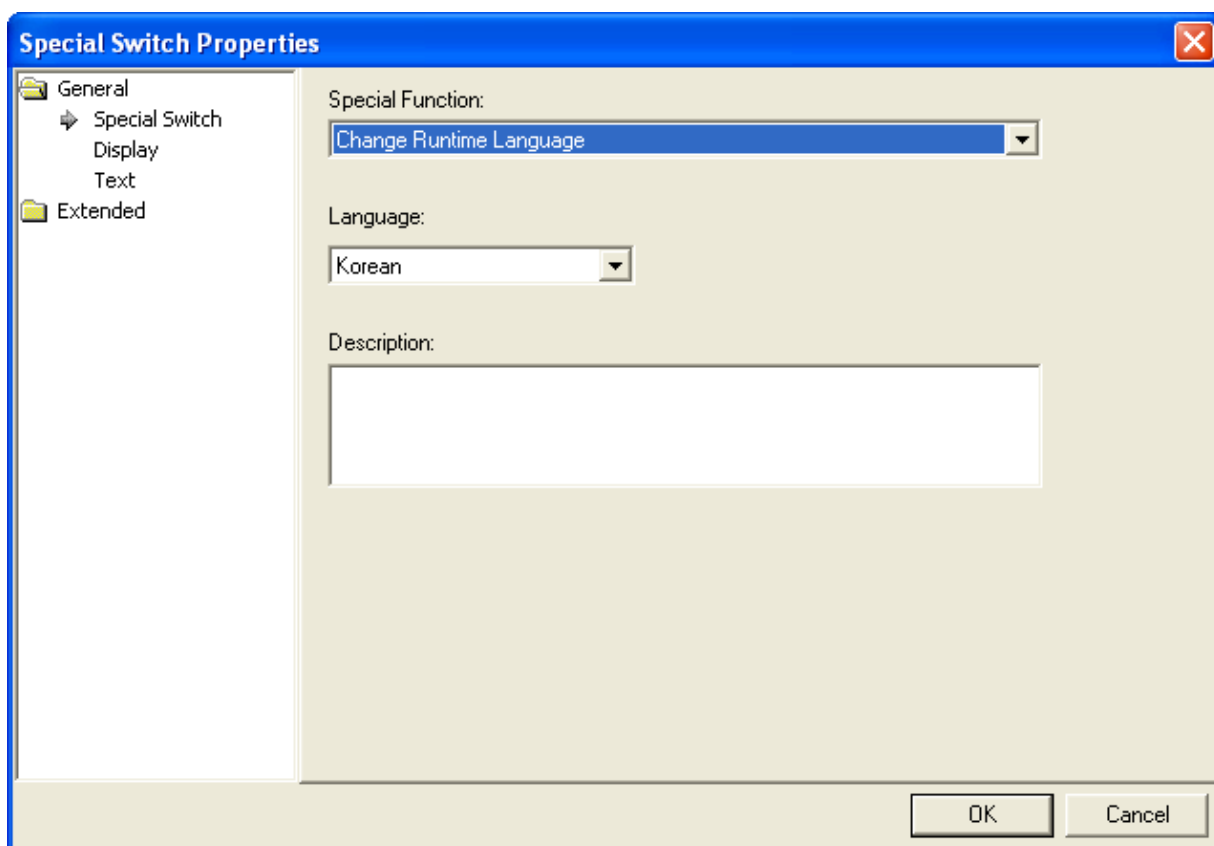 Special Switch Properties
General
Special Switch
Display
Text
Extended
Special Function:
Change Runtime Language
Language:
Korean
Description:
OK
Cancel